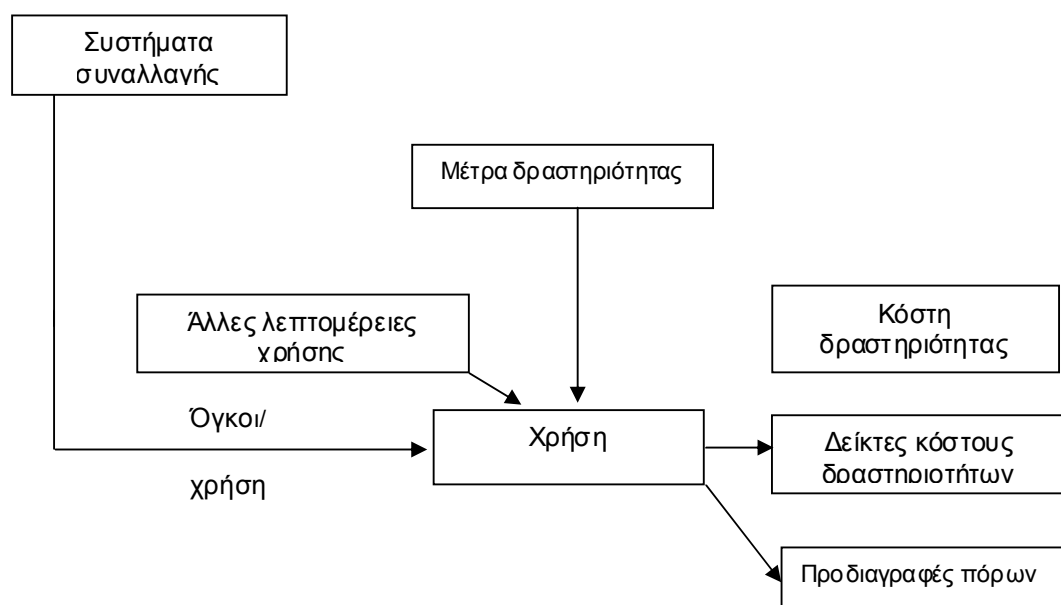 Συστήματα
συναλλαγής
Μέτρα δραστηριότητας
Άλλες λεπτομέρειες
χρήσης
Κόστη
δραστηριότητας
Όγκοι/
χρήση
Χρήση
Δείκτες κόστους
δραστηριοτήτων
Προδιαγραφές πόρων